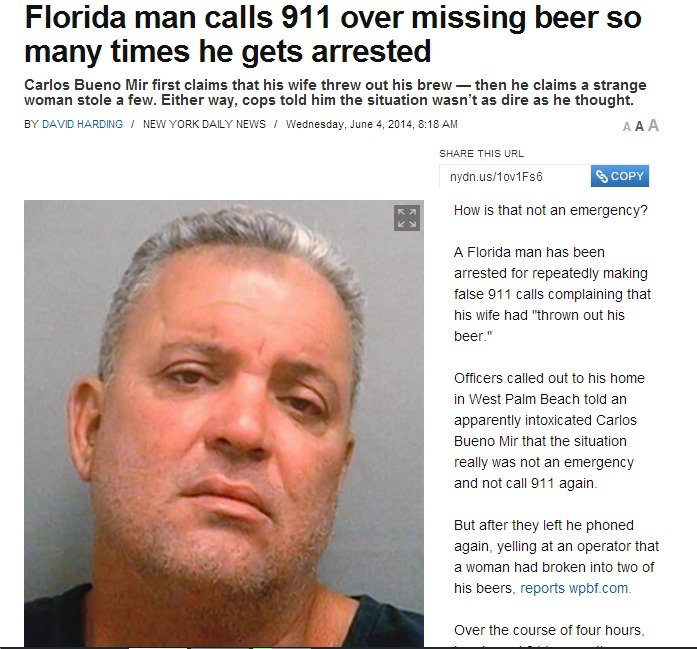 Florida man calls 911 over missing beer so
many times he gets arrested
Carlos Bueno Mir first claims that his wife threw out his brew — then he claims a strange
woman stole a few. Either way, cops told him the situation wasn't as dire as he thought.
BY DAVID HARDING / NEW YORK DAILY NEWS / Wednesday, June 4, 2014, 8:18 AM
A A A
SHARE THIS URL
nydn.us/1ov1Fs6
COPY
How is that not an emergency?
A Florida man has been
arrested for repeatedly making
false 911 calls complaining that
his wife had "thrown out his
beer."
Officers called out to his home
in West Palm Beach told an
apparently intoxicated Carlos
Bueno Mir that the situation
really was not an emergency
and not call 911 again.
But after they left he phoned
again, yelling at an operator that
a woman had broken into two of
his beers, reports wpbf.com.
Over the course of four hours,